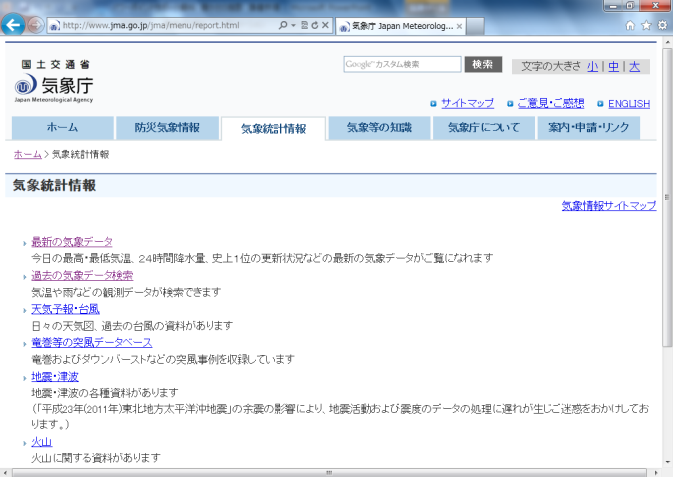 http://www.jma.go.jp/jma/menu/report.html
気象庁 Japan Meteorolog...
国土交通省
気象庁
Japan Meteorological Agency
Google カスタム検索
検索
文字の大きさ 小 | 中 | 大
サイトマップ ご意見・ご感想 ENGLISH
ホーム 防災気象情報 気象統計情報 気象等の知識 気象庁について 案内・申請・リンク
ホーム > 気象統計情報
気象統計情報
気象情報サイトマップ
最新の気象データ
今日の最高・最低気温、24時間降水量、史上1位の更新状況などの最新の気象データがご覧になれます
過去の気象データ検索
気温や雨などの観測データが検索できます
天気予報・台風
日々の天気図、過去の台風の資料があります
竜巻等の突風データベース
竜巻およびダウンバーストなどの突風事例を収録しています
地震・津波
地震・津波の各種資料があります
(「平成23年(2011年)東北地方太平洋沖地震」の余震の影響により、地震活動および震度のデータの処理に遅れが生じご迷惑をおかけしてお
ります。)
火山
火山に関する資料があります